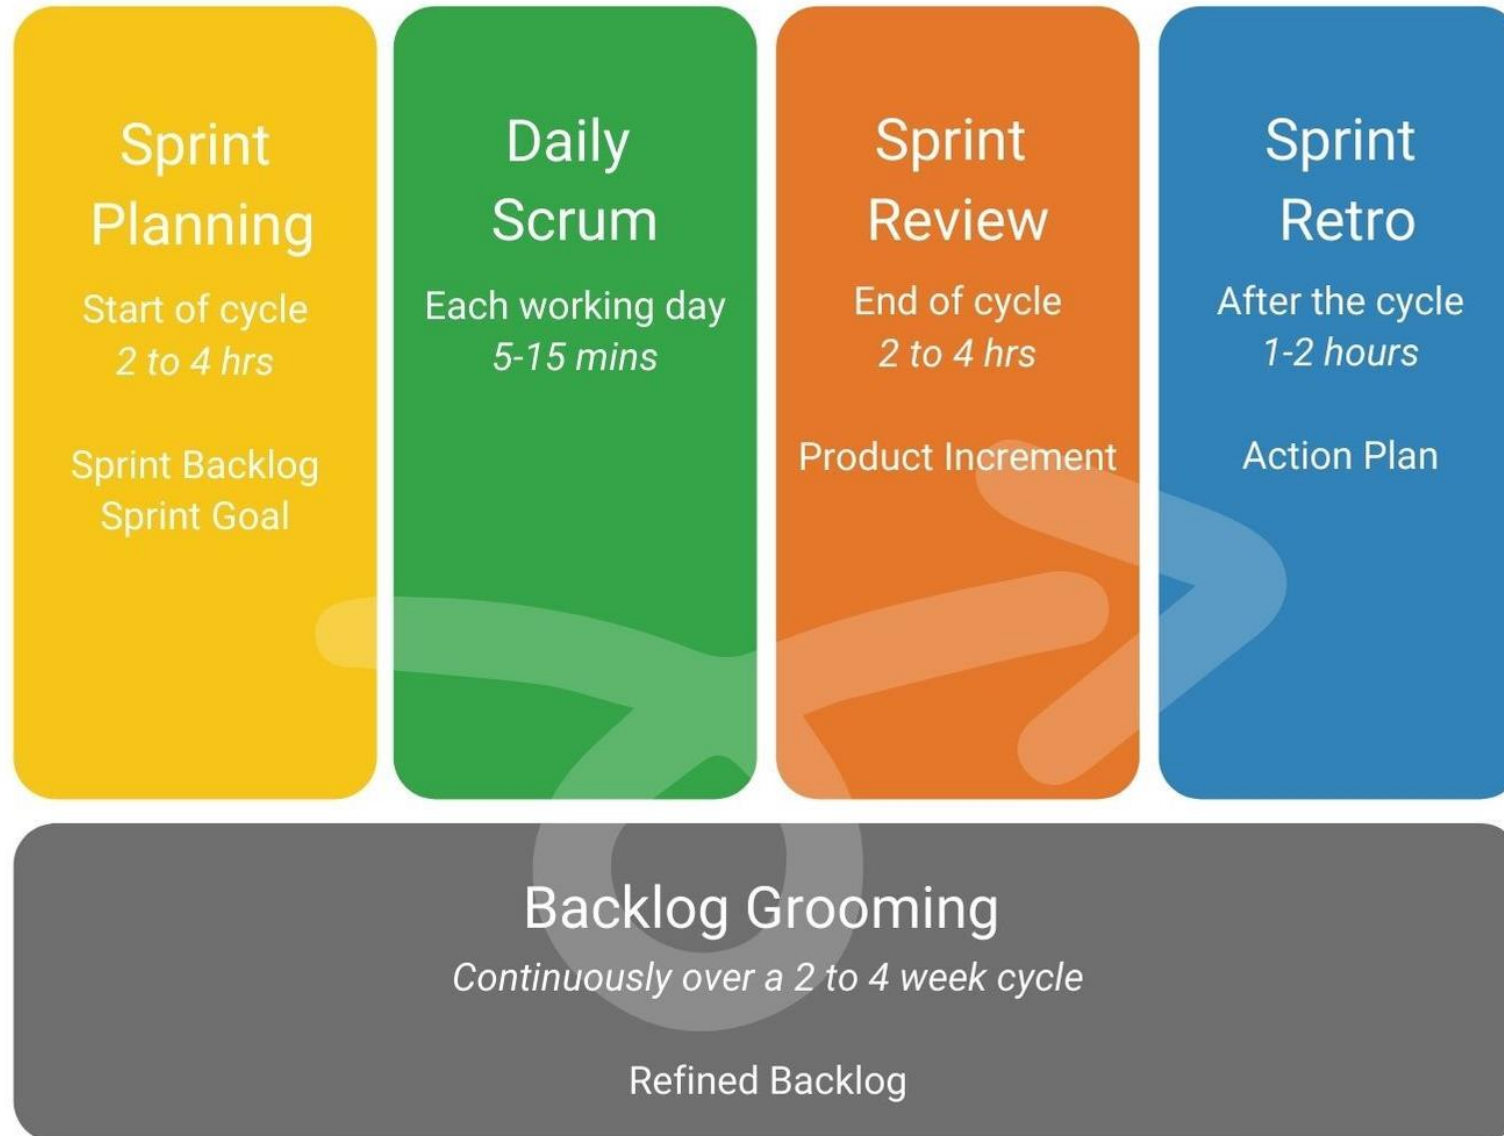 Sprint
Planning
Start of cycle
2 to 4 hrs
Sprint Backlog
Sprint Goal
Daily
Scrum
Each working day
5-15 mins
Sprint
Review
End of cycle
2 to 4 hrs
Product Increment
Sprint
Retro
After the cycle
1-2 hours
Action Plan
Backlog Grooming
Continuously over a 2 to 4 week cycle
Refined Backlog